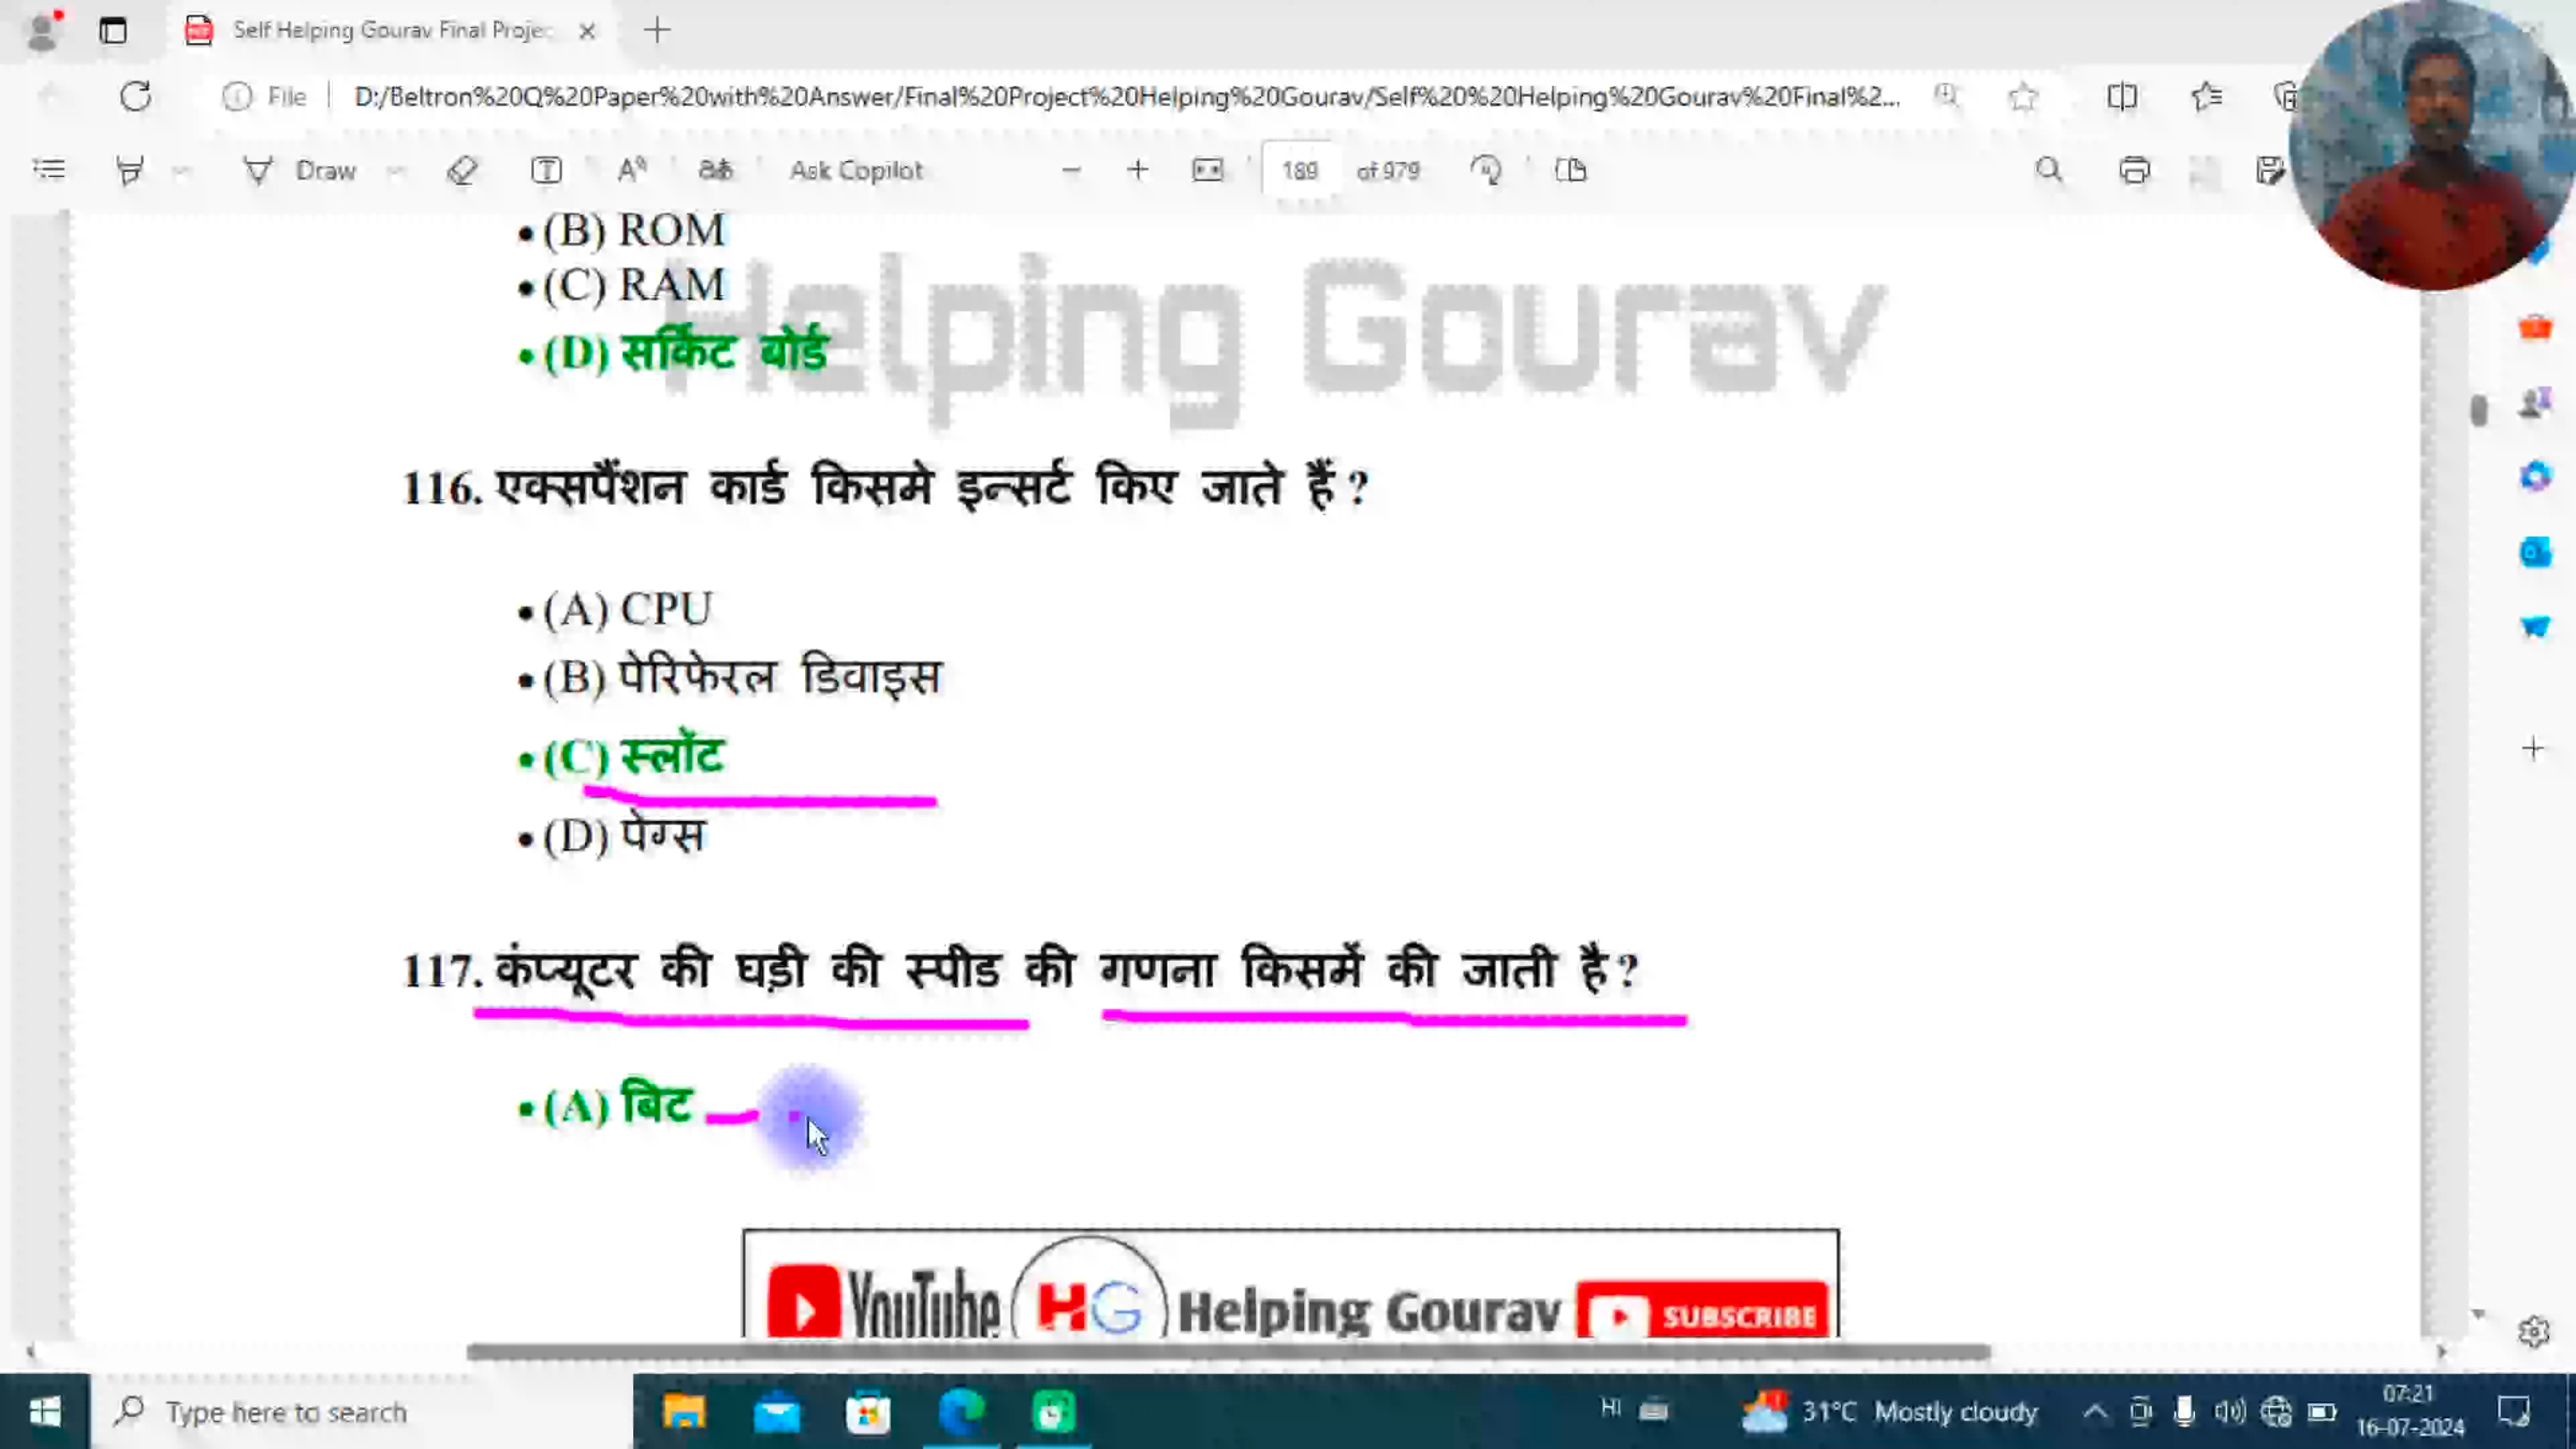 Self Helping Gourav Final Projec
File
D:/Beltron%20Q%20Paper%20with%20Answer/Final%20Project%20Helping%20Gourav/Self%20%20Helping%20Gourav%20Final%2...
Draw
Ask Copilot
189 of 979
Helping Gourav
• (B) ROM
• (C) RAM
• (D) सर्किट बोर्ड
116. एक्सपैंशन कार्ड किसमे इन्सर्ट किए जाते हैं ?
• (A) CPU
• (B) पेरिफेरल डिवाइस
• (C) स्लॉट
• (D) पेग्स
117. कंप्यूटर की घड़ी की स्पीड की गणना किसमें की जाती है ?
• (A) बिट
YouTube HG Helping Gourav SUBSCRIBE
Type here to search
HI
31°C Mostly cloudy
07:21
16-07-2024